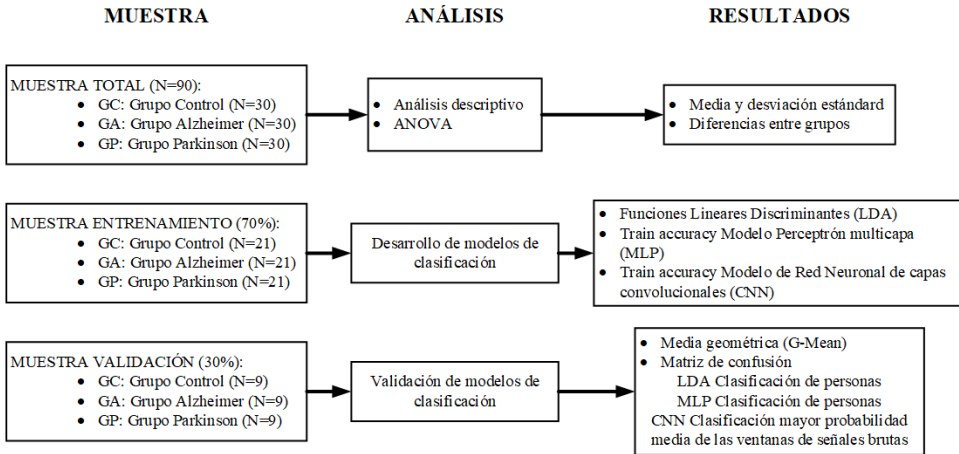 MUESTRA
ANÁLISIS
RESULTADOS
MUESTRA TOTAL (N=90):
• GC: Grupo Control (N=30)
• GA: Grupo Alzheimer (N=30)
• GP: Grupo Parkinson (N=30)
• Análisis descriptivo
• ANOVA
• Media y desviación estándard
• Diferencias entre grupos
MUESTRA ENTRENAMIENTO (70%):
• GC: Grupo Control (N=21)
• GA: Grupo Alzheimer (N=21)
• GP: Grupo Parkinson (N=21)
Desarrollo de modelos de
clasificación
• Funciones Lineares Discriminantes (LDA)
• Train accuracy Modelo Perceptrón multicapa
(MLP)
• Train accuracy Modelo de Red Neuronal de capas
convolucionales (CNN)
MUESTRA VALIDACIÓN (30%):
• GC: Grupo Control (N=9)
• GA: Grupo Alzheimer (N=9)
• GP: Grupo Parkinson (N=9)
Validación de modelos de
clasificación
• Media geométrica (G-Mean)
• Matriz de confusión
LDA Clasificación de personas
MLP Clasificación de personas
CNN Clasificación mayor probabilidad
media de las ventanas de señales brutas